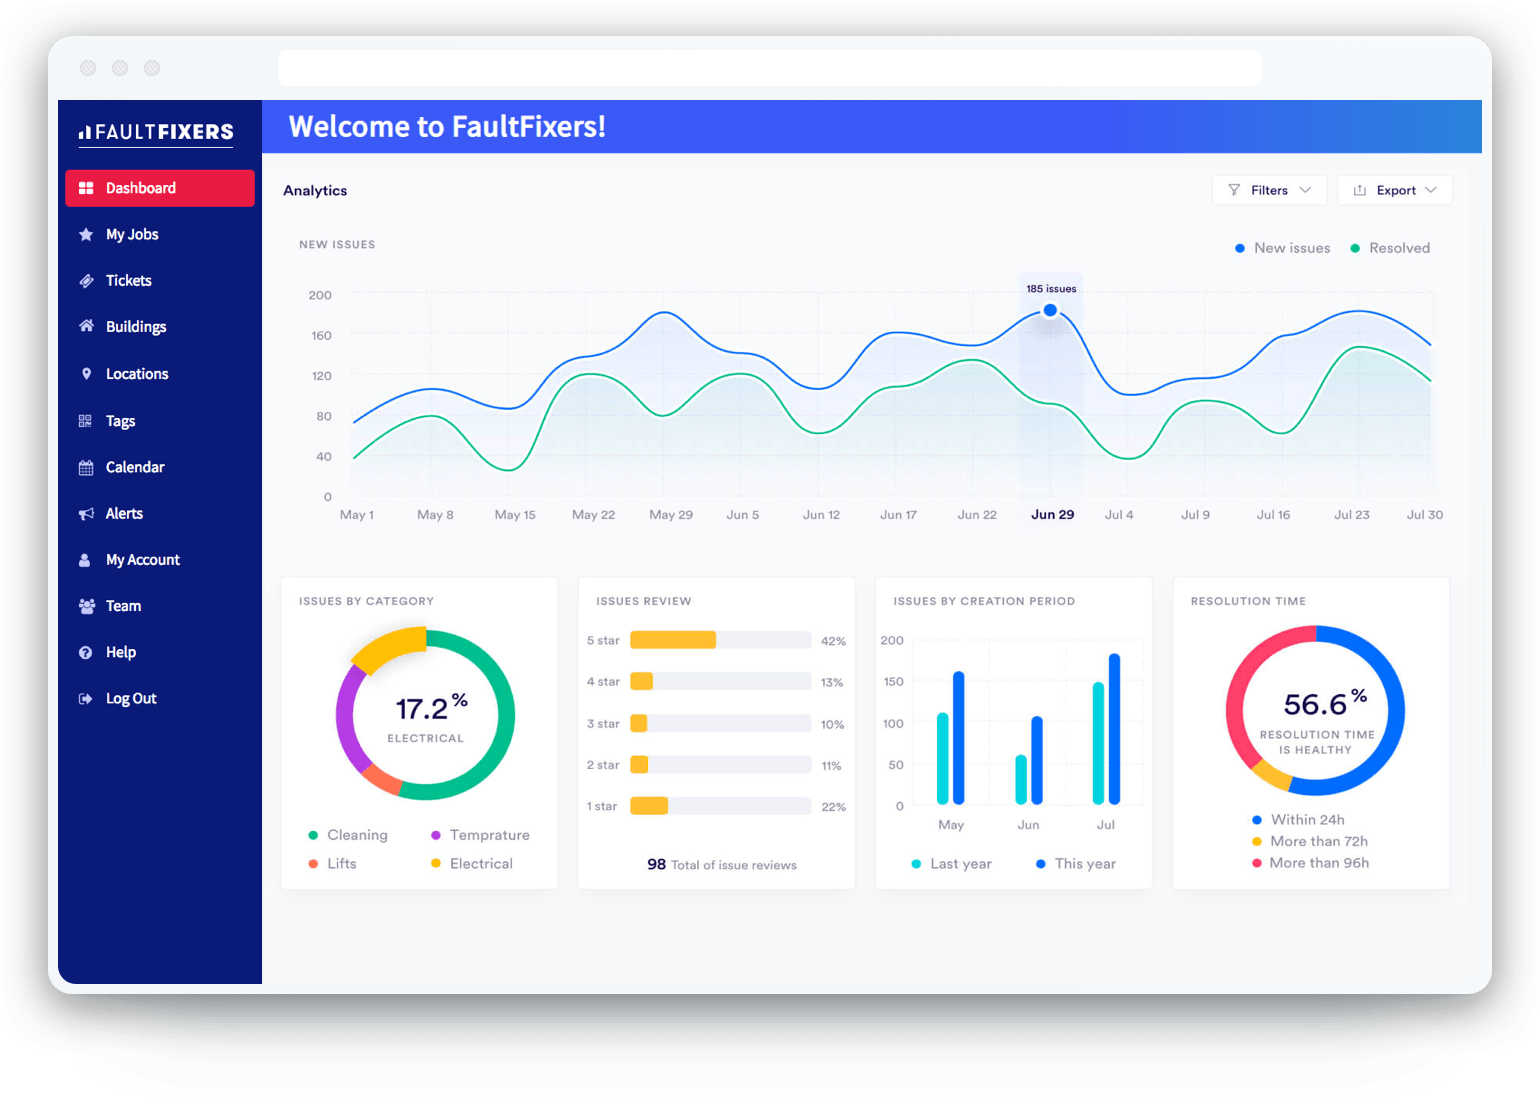 FAULTFIXERS
Welcome to FaultFixers!
Dashboard
My Jobs
Tickets
Buildings
Locations
Tags
Calendar
Alerts
My Account
Team
Help
Log Out
Analytics
Filters
Export
NEW ISSUES
New issues
Resolved
185 issues
200
160
120
80
40
0
May 1
May 8
May 15
May 22
May 29
Jun 5
Jun 12
Jun 17
Jun 22
Jun 29
Jul 4
Jul 9
Jul 16
Jul 23
Jul 30
ISSUES BY CATEGORY
17.2%
ELECTRICAL
Cleaning
Temprature
Lifts
Electrical
ISSUES REVIEW
5 star 42%
4 star 13%
3 star 10%
2 star 11%
1 star 22%
98 Total of issue reviews
ISSUES BY CREATION PERIOD
200
150
100
50
0
May
Jun
Jul
Last year
This year
RESOLUTION TIME
56.6%
RESOLUTION TIME
IS HEALTHY
Within 24h
More than 72h
More than 96h